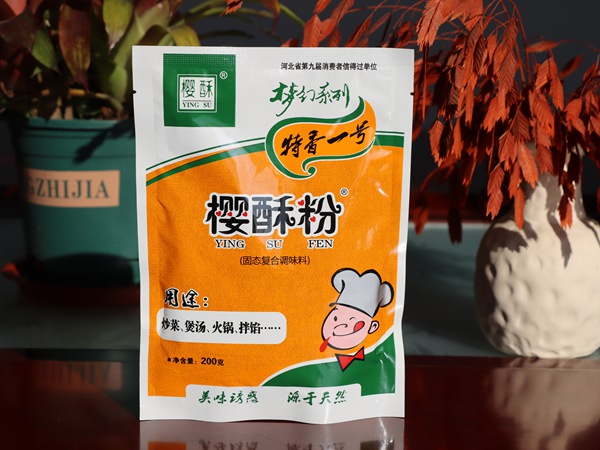 河北省第九届消费者信得过单位
樱酥®
YING SU
梦幻系列
特香一号
樱酥粉®
YING SU FEN
(固态复合调味料)
用途:
炒菜、煲汤、火锅、拌馅……
●净含量:200克
美味诱惑 源于天然
GZHIJIA